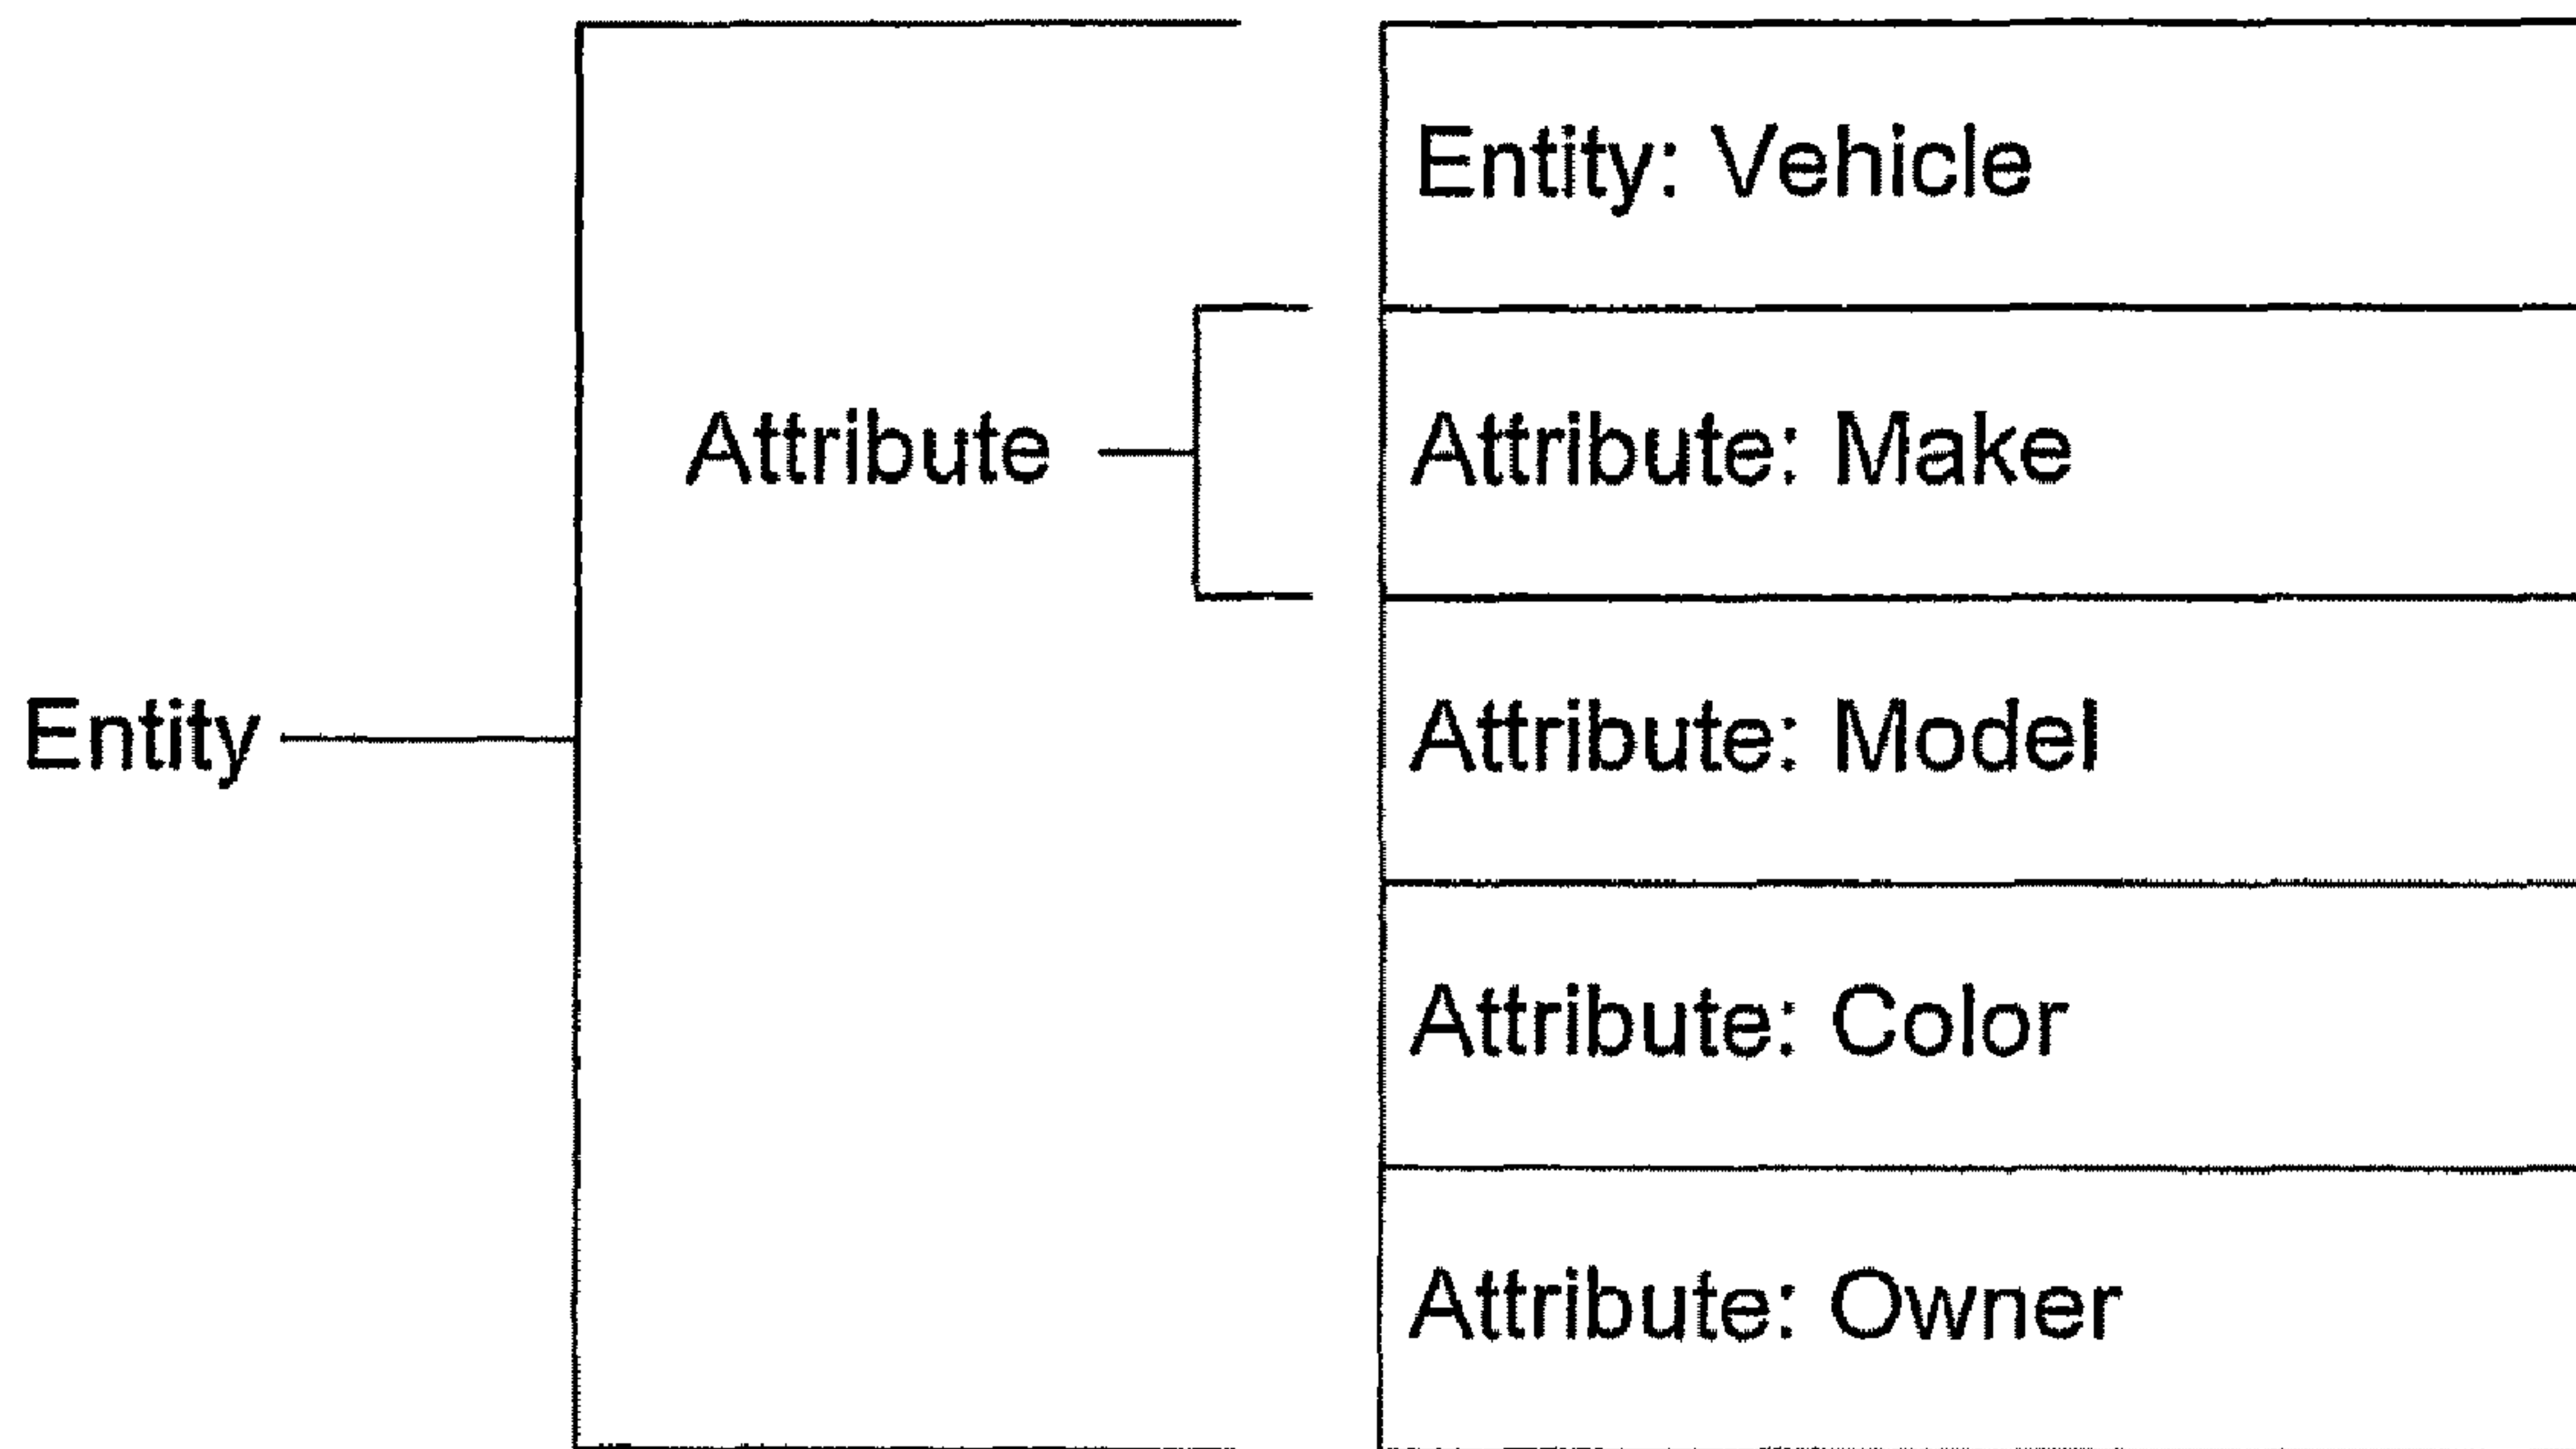 Entity: Vehicle
Attribute
Attribute: Make
Entity
Attribute: Model
Attribute: Color
Attribute: Owner